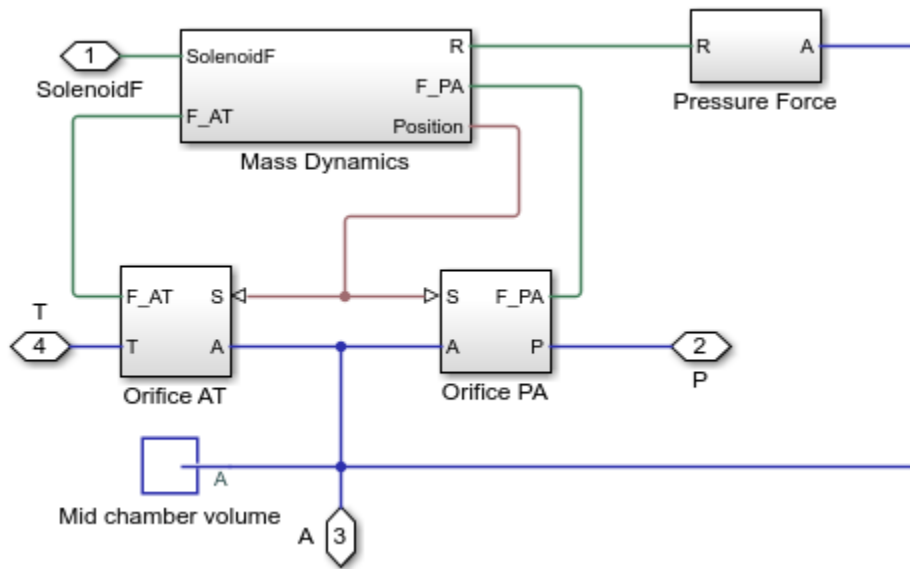 1
SolenoidF
SolenoidF
F_AT
R
F_PA
Position
Mass Dynamics
R
A
Pressure Force
T
4
F_AT
S
T
A
Orifice AT
S
F_PA
A
P
Orifice PA
2
P
A
Mid chamber volume
A
3